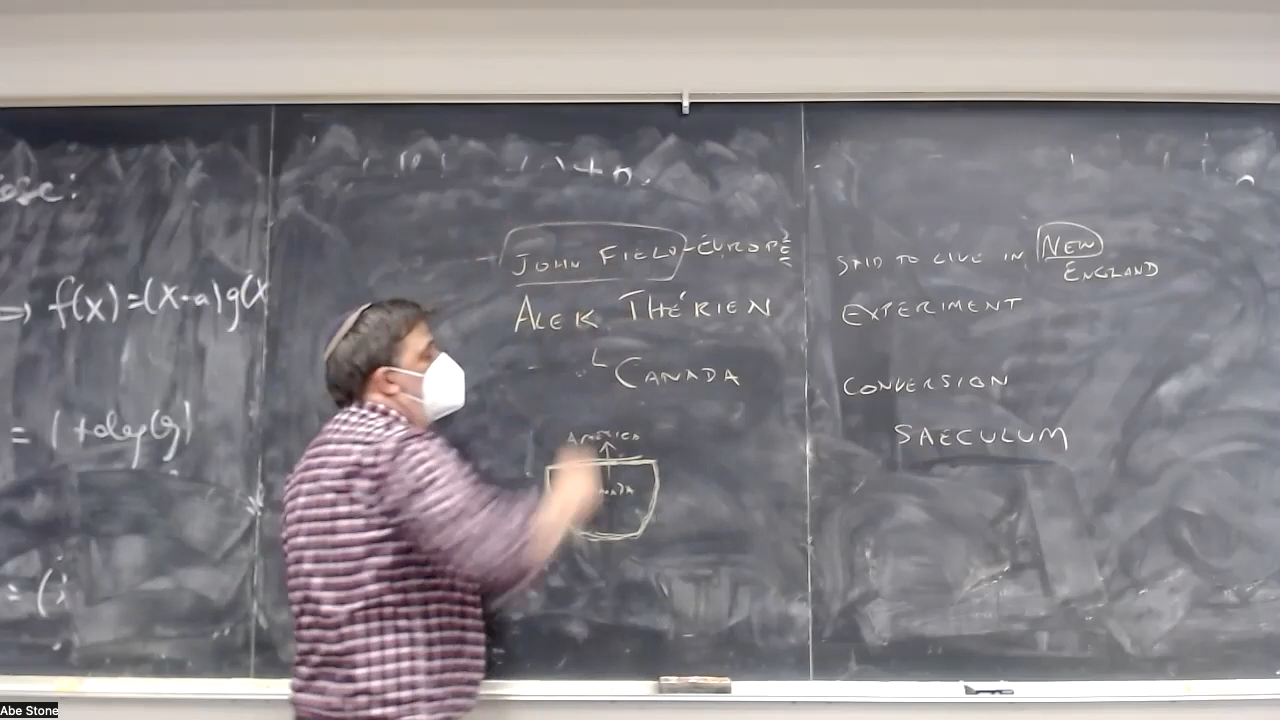 f(x)=(x-a)g(x
= 1+deg(g)
= (
JOHN FIELD - EUROPE
ALEK THÉRIEN
CANADA
AMERICA
SAID TO LIVE IN NEW
ENGLAND
EXPERIMENT
CONVERSION
SAECULUM
Abe Stone